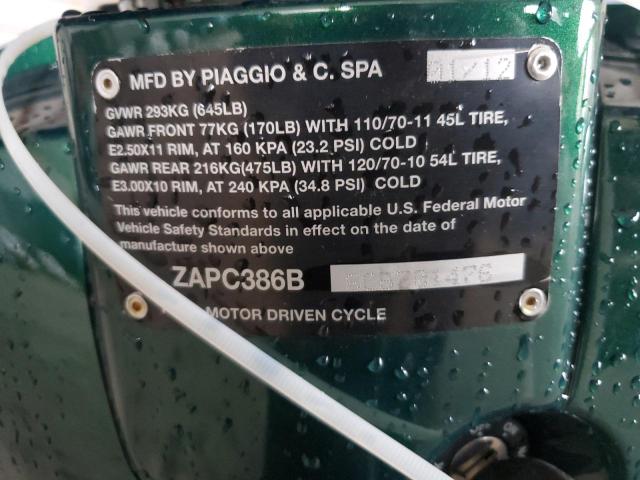 MFD BY PIAGGIO & C. SPA 01/12
GVWR 293KG (645LB)
GAWR FRONT 77KG (170LB) WITH 110/70-11 45L TIRE,
E2.50X11 RIM, AT 160 KPA (23.2 PSI) COLD
GAWR REAR 216KG(475LB) WITH 120/70-10 54L TIRE,
E3.00X10 RIM, AT 240 KPA (34.8 PSI) COLD
This vehicle conforms to all applicable U.S. Federal Motor
Vehicle Safety Standards in effect on the date of
manufacture shown above
ZAPC386B
MOTOR DRIVEN CYCLE